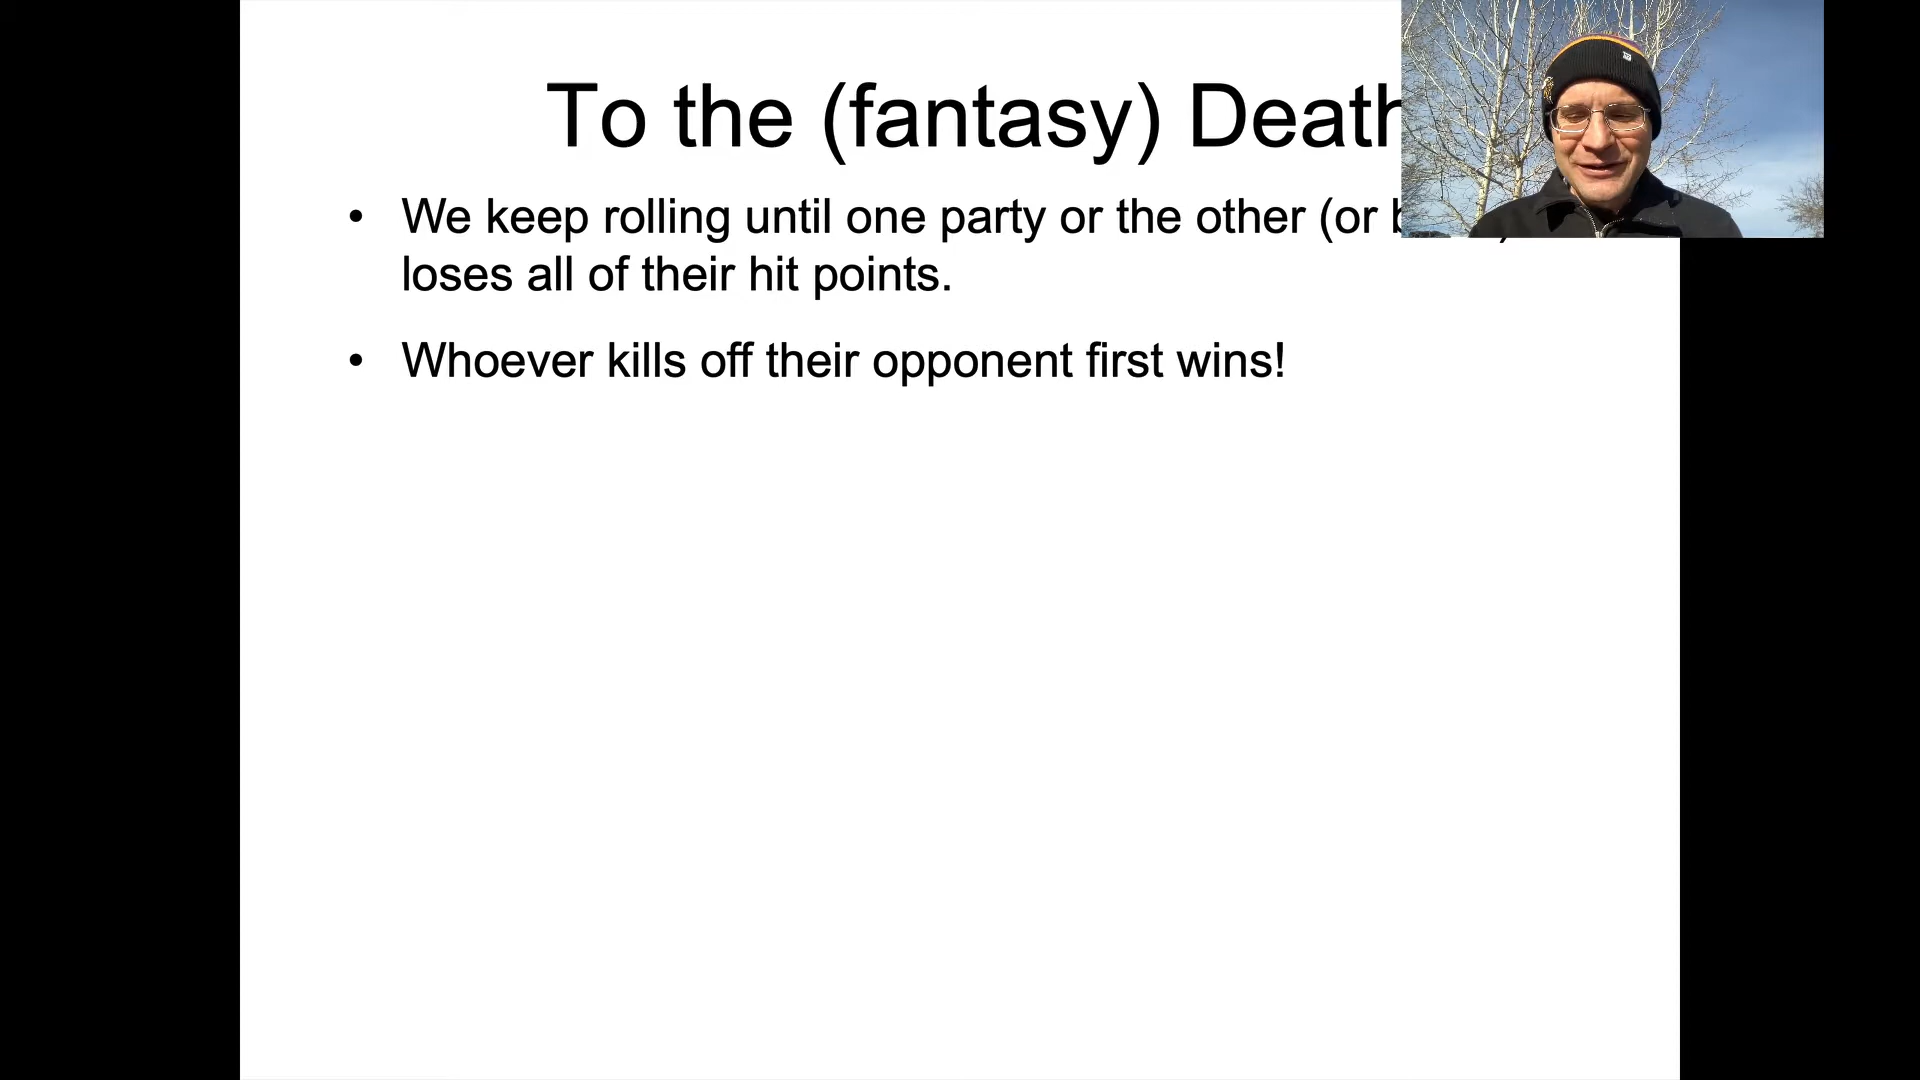 To the (fantasy) Death
• We keep rolling until one party or the other (or
loses all of their hit points.
• Whoever kills off their opponent first wins!